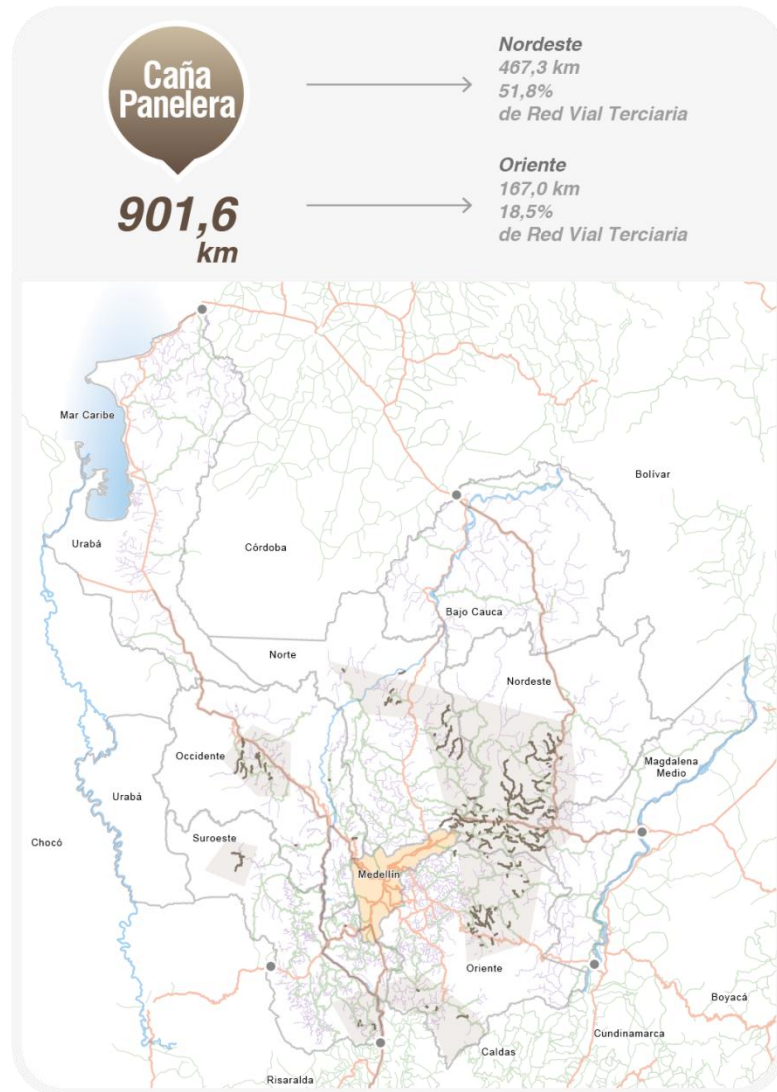 Caña
Panelera
901,6
km
Nordeste
467,3 km
51,8%
de Red Vial Terciaria
Oriente
167,0 km
18,5%
de Red Vial Terciaria
Mar Caribe
Bolívar
Urabá
Córdoba
Bajo Cauca
Norte
Nordeste
Occidente
Magdalena
Medio
Urabá
Suroeste
Chocó
Medellín
Oriente
Boyacá
Cundinamarca
Caldas
Risaralda